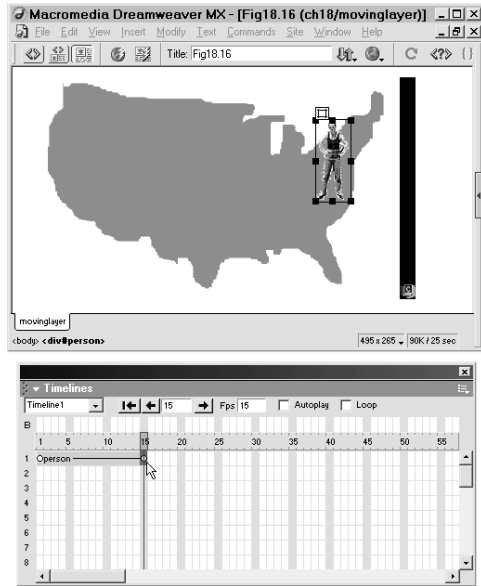 Macromedia Dreamweaver MX - [Fig18.16 (ch18/movinglayer)]
File Edit View Insert Modify Text Commands Site Window Help
Title: Fig18.16
movinglayer
<body> <div#person>
495 x 265 90K / 25 sec
Timelines
Timeline1 15 Fps 15 Autoplay Loop
B
1 5 10 15 20 25 30 35 40 45 50 55
1 person
2
3
4
5
6
7
8